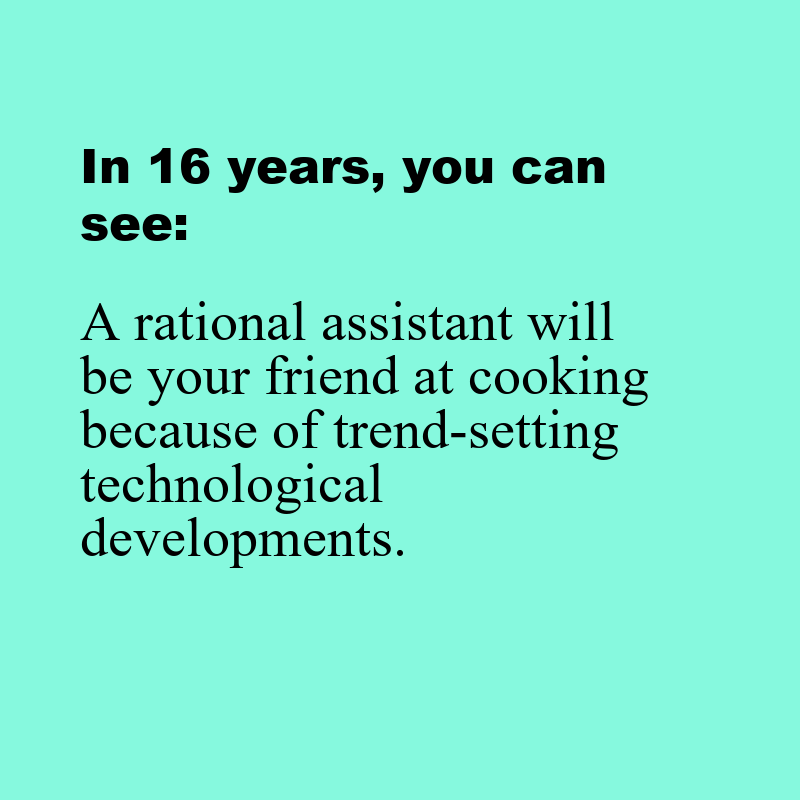 In 16 years, you can
see:
A rational assistant will
be your friend at cooking
because of trend-setting
technological
developments.